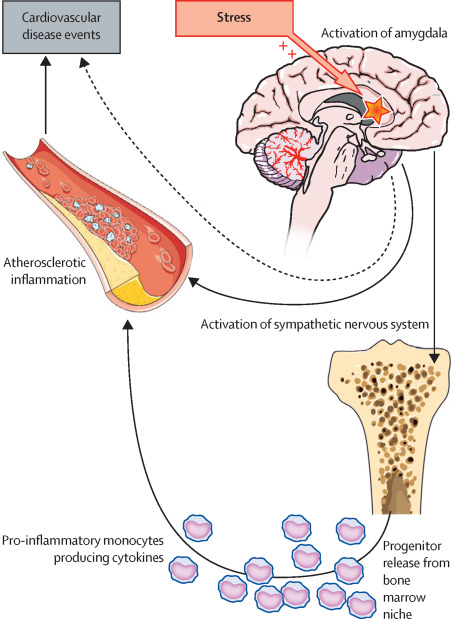 Cardiovascular
disease events
Stress
Activation of amygdala
++
Atherosclerotic
inflammation
Activation of sympathetic nervous system
Pro-inflammatory monocytes
producing cytokines
Progenitor
release from
bone
marrow
niche